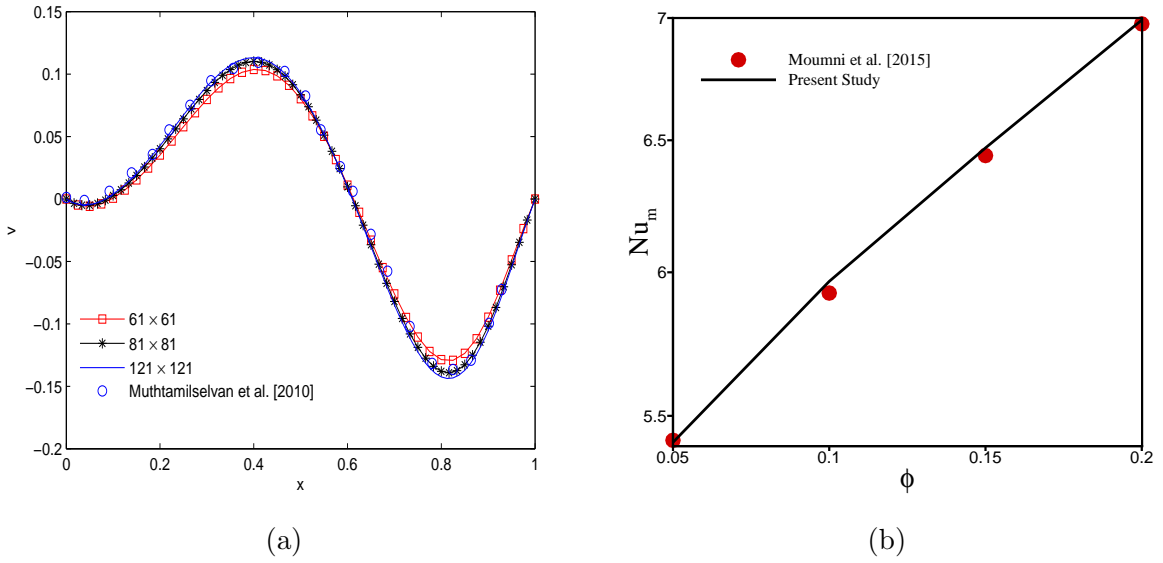 0.15
0.1
0.05
0
−0.05
−0.1
−0.15
−0.2
v
61 × 61
81 × 81
121 × 121
Muthtamilselvan et al. [2010]
0 0.2 0.4 0.6 0.8 1
x
(a)
7
6.5
6
5.5
Nu_m
Moumni et al. [2015]
Present Study
0.05 0.1 0.15 0.2
ϕ
(b)